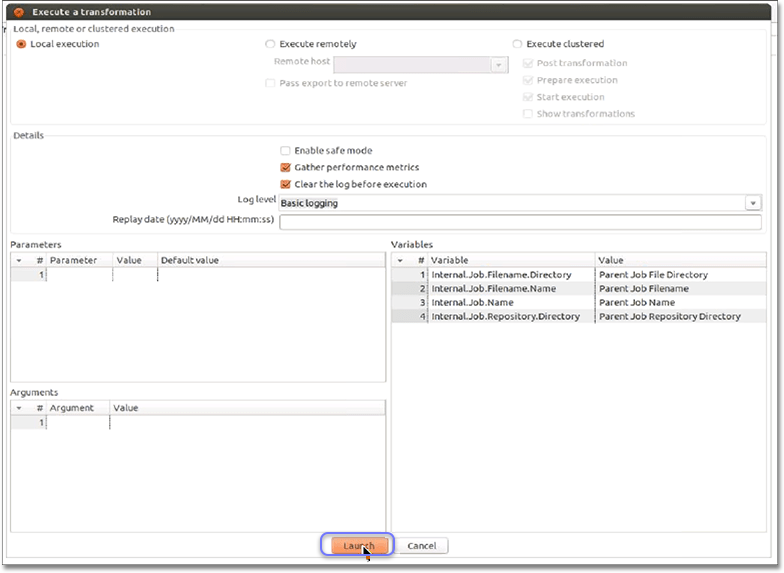 Execute a transformation
Local, remote or clustered execution
Local execution
Execute remotely
Execute clustered
Remote host
Post transformation
Pass export to remote server
Prepare execution
Start execution
Show transformations
Details
Enable safe mode
Gather performance metrics
Clear the log before execution
Log level Basic logging
Replay date (yyyy/MM/dd HH:mm:ss)
Parameters
# Parameter Value Default value
1
Variables
# Variable Value
1 Internal.Job.Filename.Directory Parent Job File Directory
2 Internal.Job.Filename.Name Parent Job Filename
3 Internal.Job.Name Parent Job Name
4 Internal.Job.Repository.Directory Parent Job Repository Directory
Arguments
# Argument Value
1
Launch Cancel